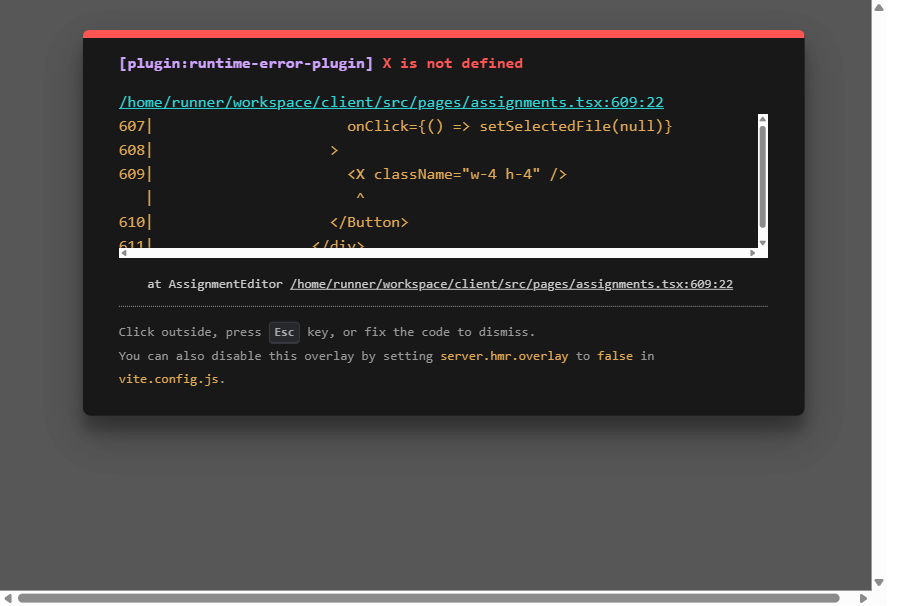 [plugin:runtime-error-plugin] X is not defined
/home/runner/workspace/client/src/pages/assignments.tsx:609:22
607|                      onClick={() => setSelectedFile(null)}
608|                    >
609|                      <X className="w-4 h-4" />
   |                       ^
610|                    </Button>
611|                  </div>
at AssignmentEditor /home/runner/workspace/client/src/pages/assignments.tsx:609:22
Click outside, press Esc key, or fix the code to dismiss.
You can also disable this overlay by setting server.hmr.overlay to false in
vite.config.js.